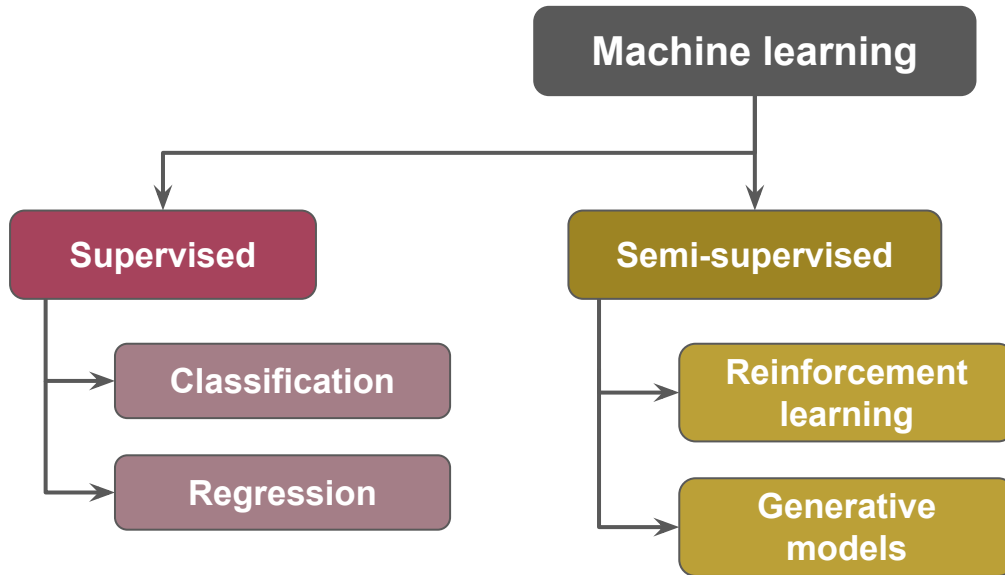 Machine learning
Supervised
Semi-supervised
Classification
Regression
Reinforcement
learning
Generative
models